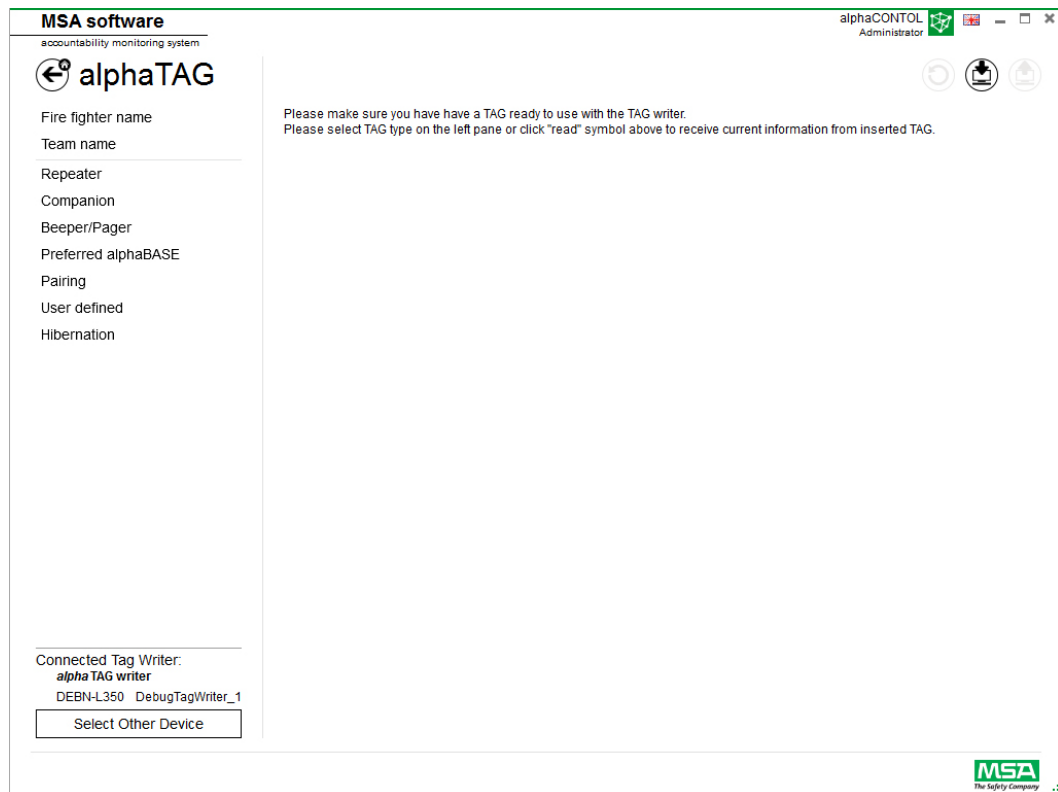 MSA software
accountability monitoring system
alphaCONTOL
Administrator
alphaTAG
Fire fighter name
Team name
Repeater
Companion
Beeper/Pager
Preferred alphaBASE
Pairing
User defined
Hibernation
Please make sure you have have a TAG ready to use with the TAG writer.
Please select TAG type on the left pane or click "read" symbol above to receive current information from inserted TAG.
Connected Tag Writer:
alpha TAG writer
DEBN-L350 DebugTagWriter_1
Select Other Device
MSA
The Safety Company